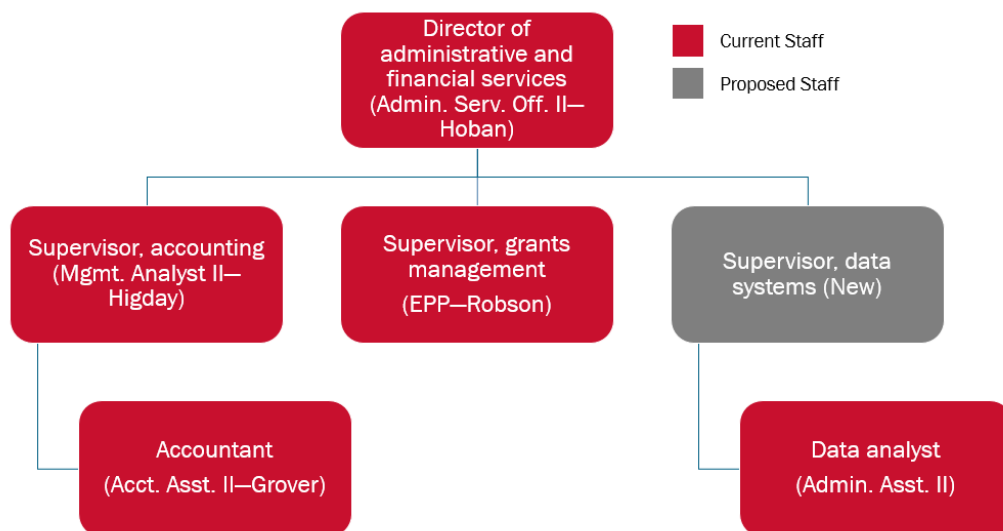 Director of
administrative and
financial services
(Admin. Serv. Off. II—
Hoban)
Current Staff
Proposed Staff
Supervisor, accounting
(Mgmt. Analyst II—
Higday)
Supervisor, grants
management
(EPP—Robson)
Supervisor, data
systems (New)
Accountant
(Acct. Asst. II—Grover)
Data analyst
(Admin. Asst. II)